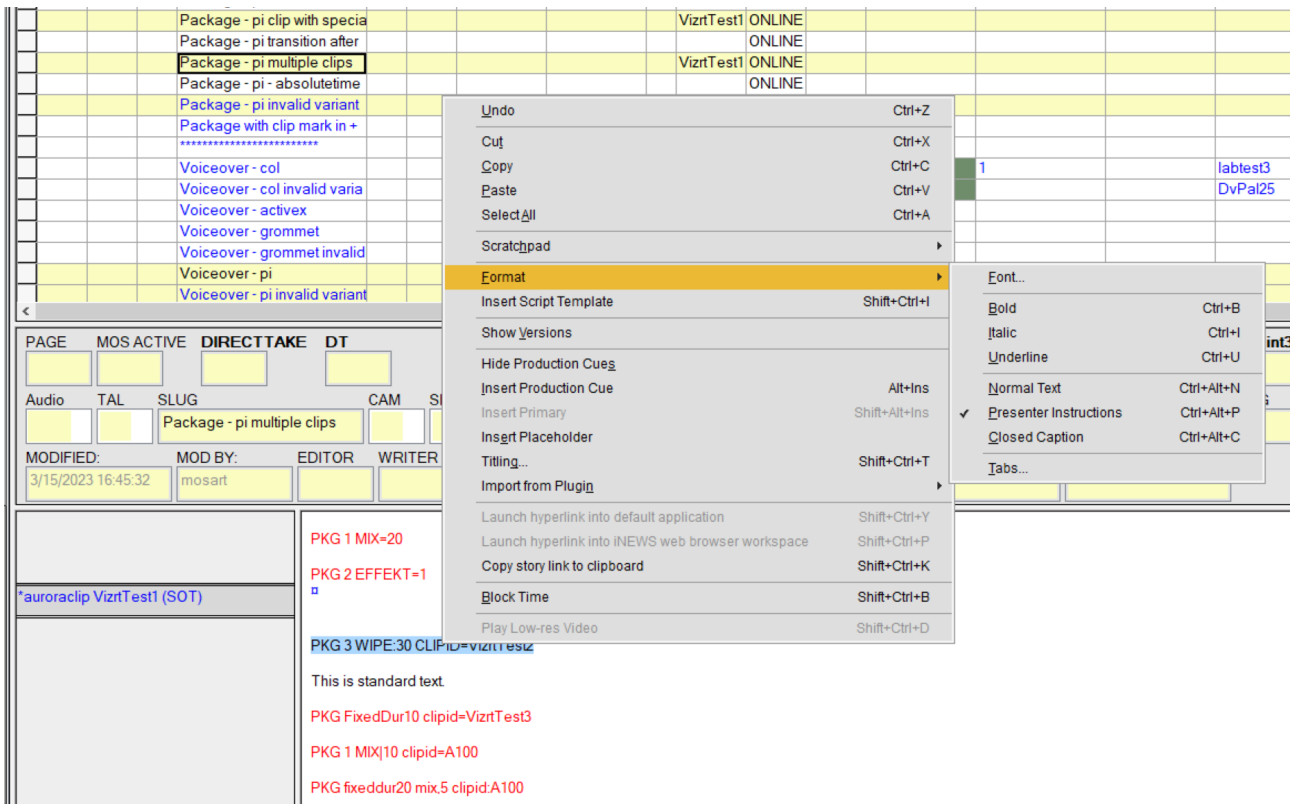 Package - pi clip with specia VizrtTest1 ONLINE
Package - pi transition after ONLINE
Package - pi multiple clips VizrtTest1 ONLINE
Package - pi - absolutetime ONLINE
Package - pi invalid variant
Package with clip mark in +
*************************
Voiceover - col 1 labtest3
Voiceover - col invalid varia DvPal25
Voiceover - activex
Voiceover - grommet
Voiceover - grommet invalid
Voiceover - pi
Voiceover - pi invalid variant
Undo Ctrl+Z
Cut Ctrl+X
Copy Ctrl+C
Paste Ctrl+V
Select All Ctrl+A
Scratchpad
Format
Insert Script Template Shift+Ctrl+I
Show Versions
Hide Production Cues
Insert Production Cue Alt+Ins
Insert Primary Shift+Alt+Ins
Insert Placeholder
Titling... Shift+Ctrl+T
Import from Plugin
Launch hyperlink into default application Shift+Ctrl+Y
Launch hyperlink into iNEWS web browser workspace Shift+Ctrl+P
Copy story link to clipboard Shift+Ctrl+K
Block Time Shift+Ctrl+B
Play Low-res Video Shift+Ctrl+D
Font...
Bold Ctrl+B
Italic Ctrl+I
Underline Ctrl+U
Normal Text Ctrl+Alt+N
Presenter Instructions Ctrl+Alt+P
Closed Caption Ctrl+Alt+C
Tabs...
PAGE MOS ACTIVE DIRECTTAKE DT int3
Audio TAL SLUG CAM
Package - pi multiple clips
MODIFIED: MOD BY: EDITOR WRITER
3/15/2023 16:45:32 mosart
*auroraclip VizrtTest1 (SOT)
PKG 1 MIX=20
PKG 2 EFFEKT=1
¤
PKG 3 WIPE:30 CLIPID=VizrtTest2
This is standard text.
PKG FixedDur10 clipid=VizrtTest3
PKG 1 MIX|10 clipid=A100
PKG fixeddur20 mix,5 clipid:A100